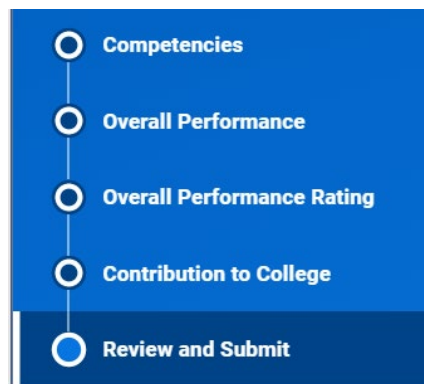 Competencies
Overall Performance
Overall Performance Rating
Contribution to College
Review and Submit